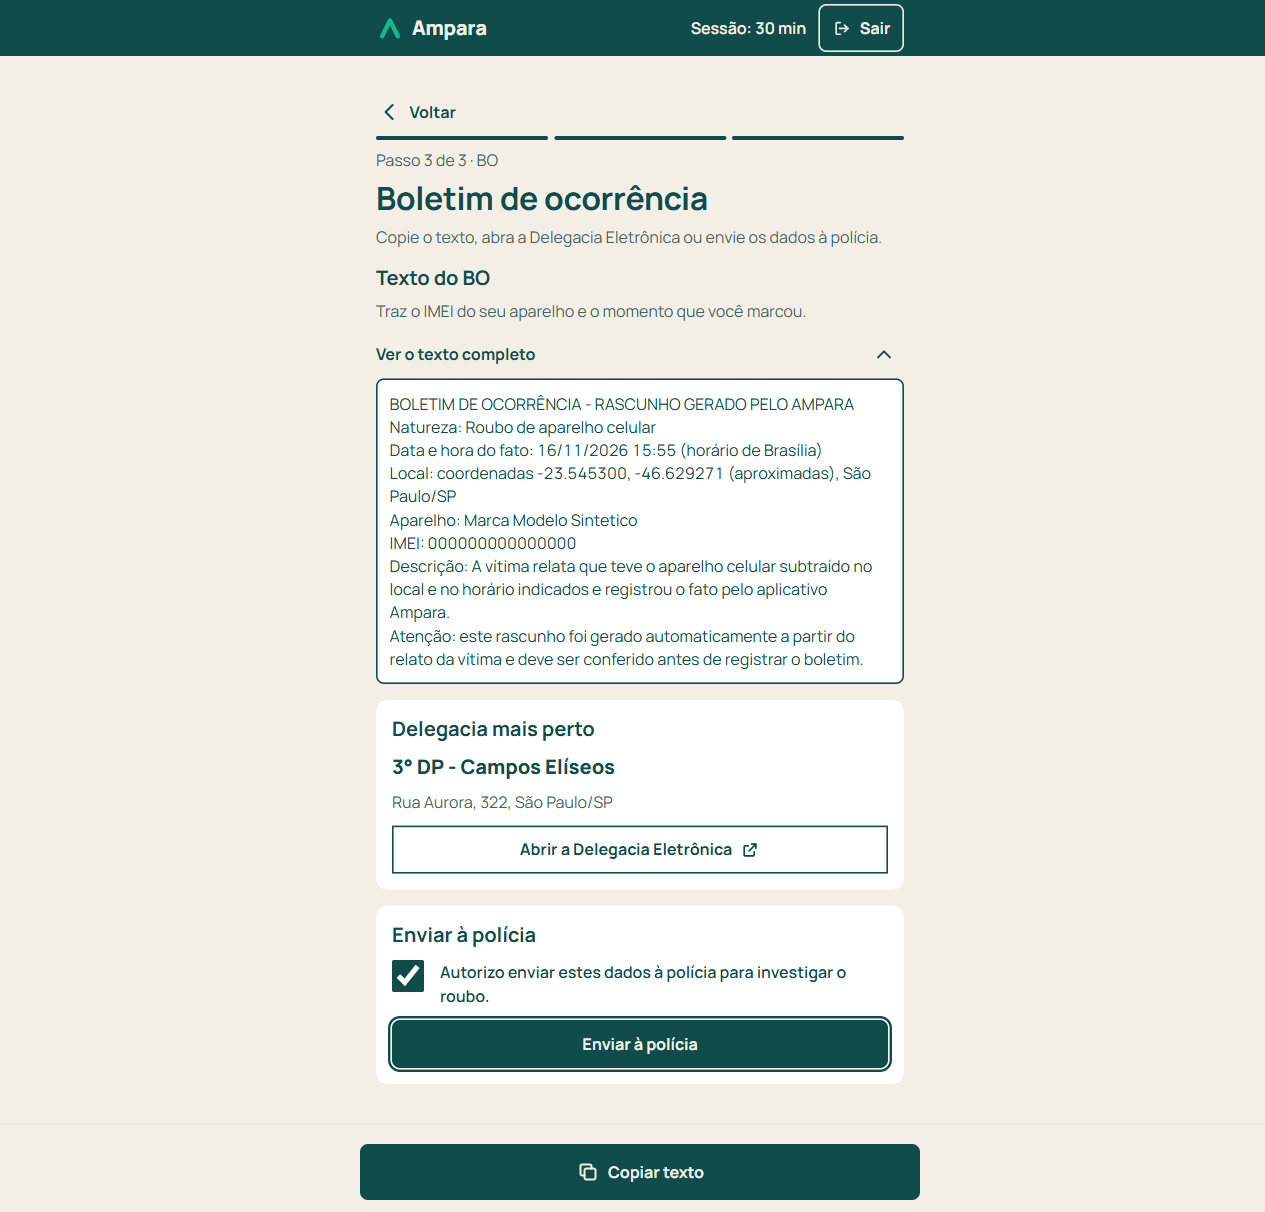 Ampara
Sessão: 30 min
Sair
Voltar
Passo 3 de 3 · BO
Boletim de ocorrência
Copie o texto, abra a Delegacia Eletrônica ou envie os dados à polícia.
Texto do BO
Traz o IMEI do seu aparelho e o momento que você marcou.
Ver o texto completo
BOLETIM DE OCORRÊNCIA - RASCUNHO GERADO PELO AMPARA
Natureza: Roubo de aparelho celular
Data e hora do fato: 16/11/2026 15:55 (horário de Brasília)
Local: coordenadas -23.545300, -46.629271 (aproximadas), São
Paulo/SP
Aparelho: Marca Modelo Sintetico
IMEI: 000000000000000
Descrição: A vítima relata que teve o aparelho celular subtraído no
local e no horário indicados e registrou o fato pelo aplicativo
Ampara.
Atenção: este rascunho foi gerado automaticamente a partir do
relato da vítima e deve ser conferido antes de registrar o boletim.
Delegacia mais perto
3° DP - Campos Elíseos
Rua Aurora, 322, São Paulo/SP
Abrir a Delegacia Eletrônica
Enviar à polícia
Autorizo enviar estes dados à polícia para investigar o
roubo.
Enviar à polícia
Copiar texto